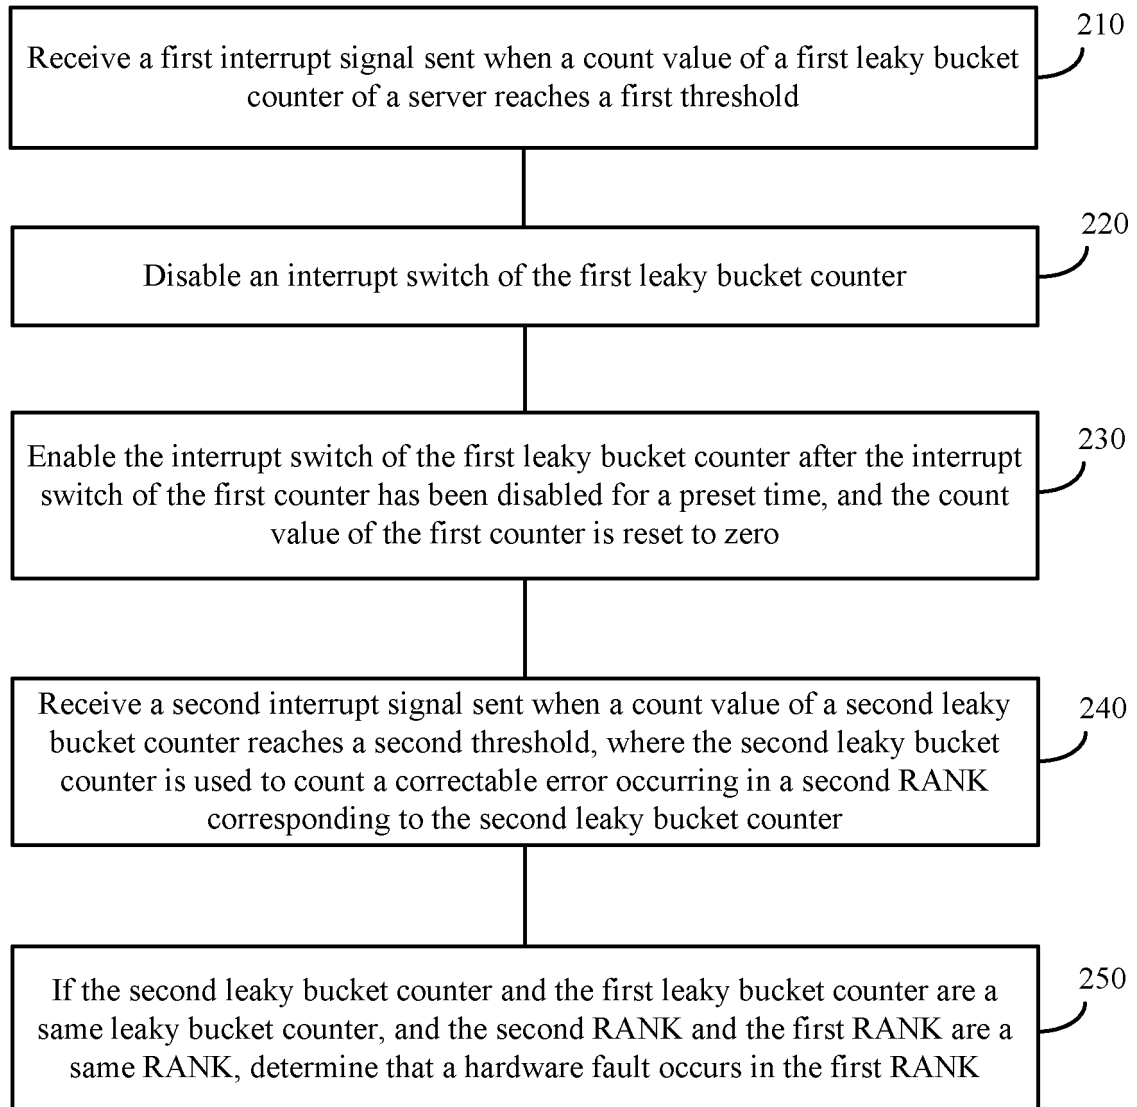 210
Receive a first interrupt signal sent when a count value of a first leaky bucket
counter of a server reaches a first threshold
220
Disable an interrupt switch of the first leaky bucket counter
230
Enable the interrupt switch of the first leaky bucket counter after the interrupt
switch of the first counter has been disabled for a preset time, and the count
value of the first counter is reset to zero
240
Receive a second interrupt signal sent when a count value of a second leaky
bucket counter reaches a second threshold, where the second leaky bucket
counter is used to count a correctable error occurring in a second RANK
corresponding to the second leaky bucket counter
250
If the second leaky bucket counter and the first leaky bucket counter are a
same leaky bucket counter, and the second RANK and the first RANK are a
same RANK, determine that a hardware fault occurs in the first RANK